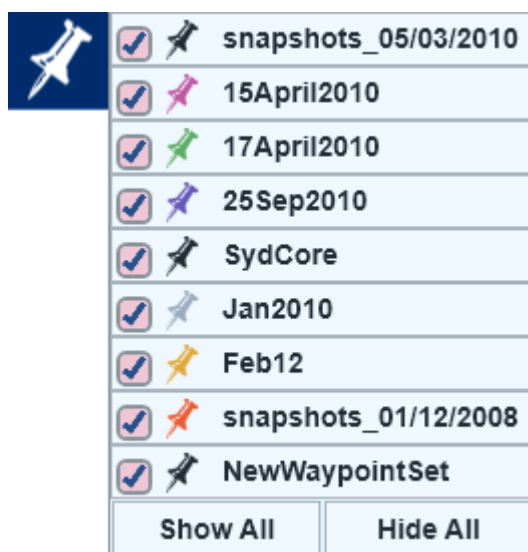 snapshots_05/03/2010
15April2010
17April2010
25Sep2010
SydCore
Jan2010
Feb12
snapshots_01/12/2008
NewWaypointSet
Show All Hide All